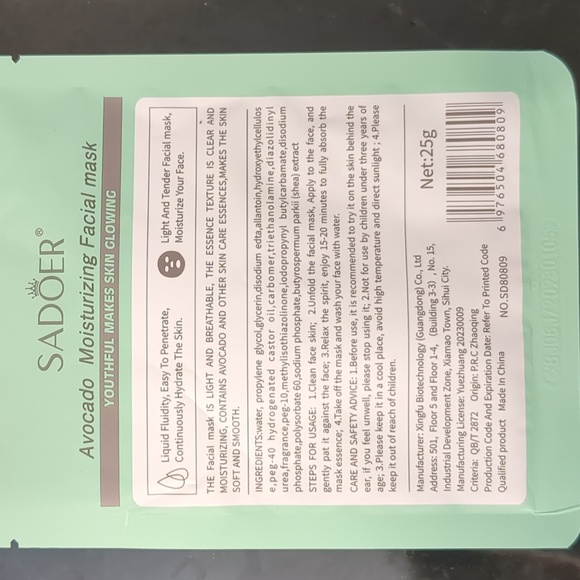 SADOER®
Avocado Moisturizing Facial mask
YOUTHFUL MAKES SKIN GLOWING
Liquid Fluidity, Easy To Penetrate,
Continuously Hydrate The Skin.
Light And Tender Facial mask,
Moisturize Your Face.
THE Facial mask IS LIGHT AND BREATHABLE, THE ESSENCE TEXTURE IS CLEAR AND
MOISTURIZING, CONTAINS AVOCADO AND OTHER SKIN CARE ESSENCES,MAKES THE SKIN
SOFT AND SMOOTH.
INGREDIENTS:water, propylene glycol,glycerin,disodium edta,allantoin,hydroxyethylcellulos
e,peg-40 hydrogenated castor oil,carbomer,triethanolamine,diazolidinyl
urea,fragrance,peg-10,methylisothiazolinone,iodopropynyl butylcarbamate,disodium
phosphate,polysorbate 60,sodium phosphate,butyrospermum parkii (shea) extract
STEPS FOR USAGE: 1.Clean face skin; 2.Unfold the facial mask, Apply to the face, and
gently pat it against the face; 3.Relax the spirit, enjoy 15-20 minutes to fully absorb the
mask essence; 4.Take off the mask and wash your face with water.
CARE AND SAFETY ADVICE: 1.Before use, it is recommended to try it on the skin behind the
ear, if you feel unwell, please stop using it; 2.Not for use by children under three years of
age; 3.Please keep it in a cool place, avoid high temperature and direct sunlight ; 4.Please
keep it out of reach of children.
Manufacturer: Xingfu Biotechnology (Guangdong) Co., Ltd
Address: 501, Floor 5 and Floor 1-4, (Building 3-3) , No. 15,
Industrial Development Zone, Xiamao Town, Sihui City.
Manufacturing License: Yuezhuang 20230009
Criteria: QB/T 2872 Origin: P.R.C Zhaoqing
Production Code And Expiration Date: Refer To Printed Code
Qualified product Made In China NO.SD80809
Net:25g
6 976504 680809